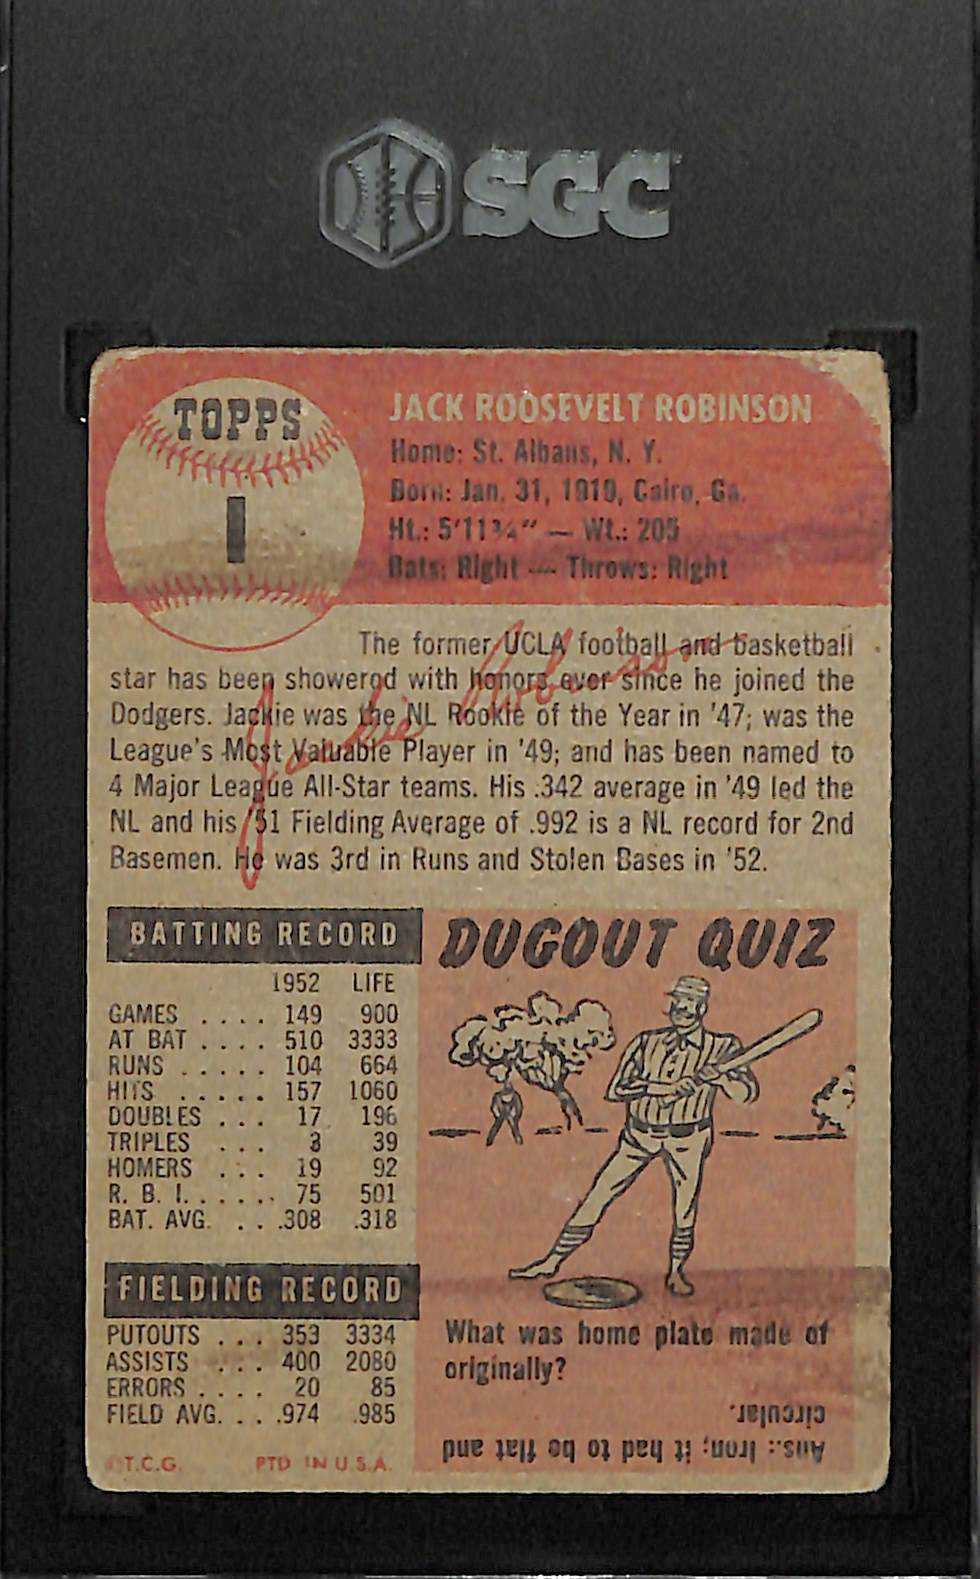 SGC
TOPPS
1
JACK ROOSEVELT ROBINSON
Home: St. Albans, N. Y.
Born: Jan. 31, 1919, Cairo, Ga.
Ht.: 5'11¾" — Wt.: 205
Bats: Right — Throws: Right
The former UCLA football and basketball
star has been showered with honors ever since he joined the
Dodgers. Jackie was the NL Rookie of the Year in '47; was the
League's Most Valuable Player in '49; and has been named to
4 Major League All-Star teams. His .342 average in '49 led the
NL and his '51 Fielding Average of .992 is a NL record for 2nd
Basemen. He was 3rd in Runs and Stolen Bases in '52.
Jackie Robinson
BATTING RECORD
1952 LIFE
GAMES . . . . 149 900
AT BAT . . . . 510 3333
RUNS . . . . . 104 664
HITS . . . . . 157 1060
DOUBLES . . . 17 196
TRIPLES . . . 3 39
HOMERS . . . 19 92
R. B. I. . . . . . 75 501
BAT. AVG. . . .308 .318
FIELDING RECORD
PUTOUTS . . . 353 3334
ASSISTS . . . 400 2080
ERRORS . . . . 20 85
FIELD AVG. . . .974 .985
©T.C.G. PTD IN U.S.A.
DUGOUT QUIZ
What was home plate made of
originally?
Ans.: Iron; it had to be flat and
circular.